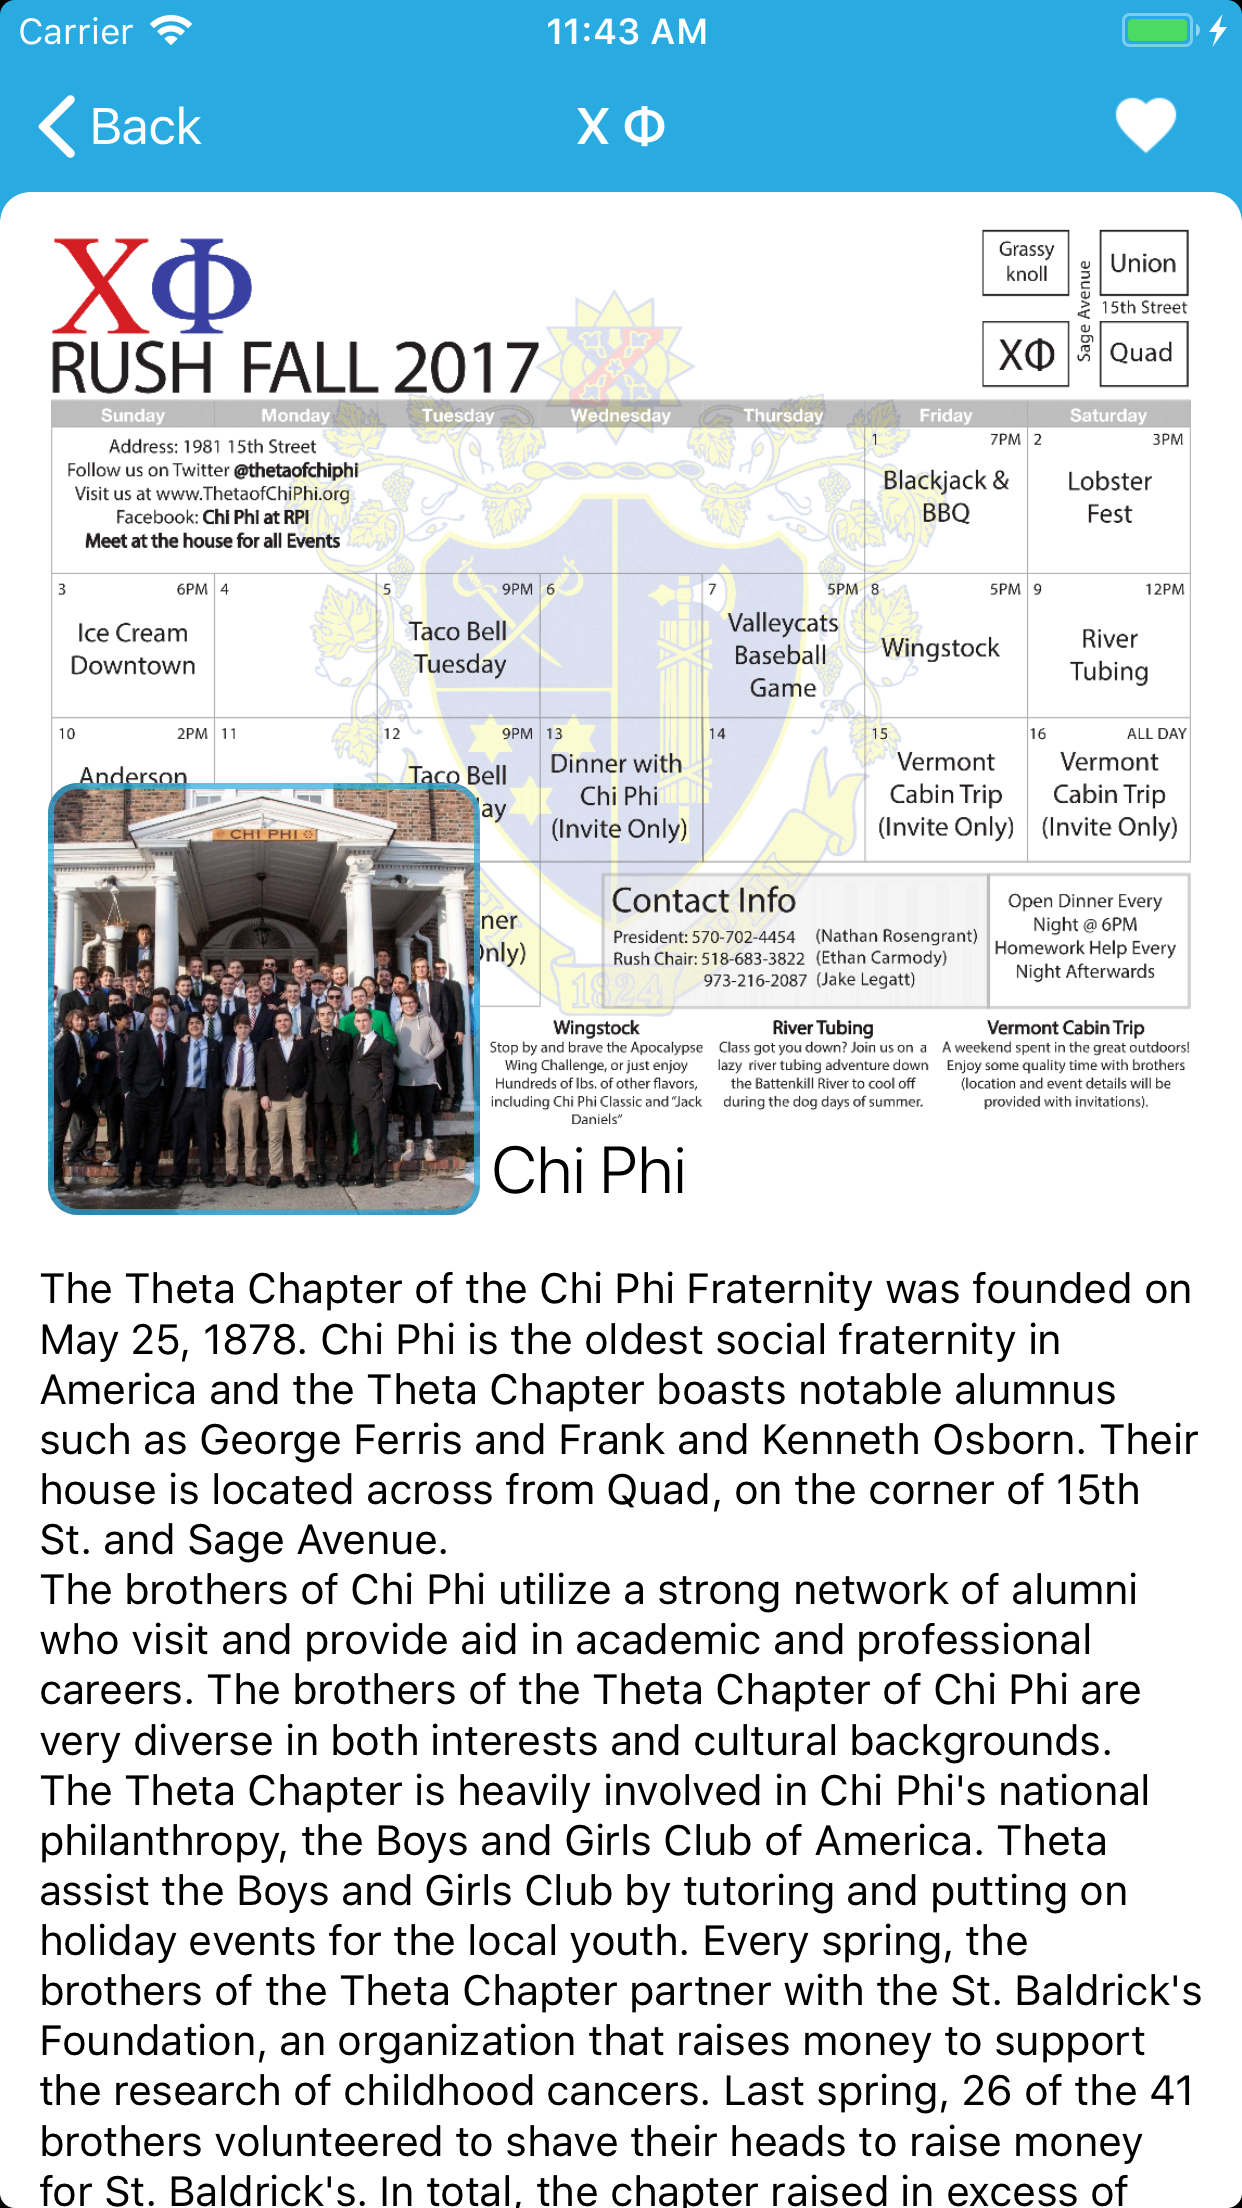 Carrier 11:43 AM
Back Χ Φ
ΧΦ
RUSH FALL 2017
Grassy knoll
Sage Avenue
Union
15th Street
ΧΦ
Quad
Sunday Monday Tuesday Wednesday Thursday Friday Saturday
Address: 1981 15th Street
Follow us on Twitter @thetaofchiphi
Visit us at www.ThetaofChiPhi.org
Facebook: Chi Phi at RPI
Meet at the house for all Events
1 7PM
Blackjack &
BBQ
2 3PM
Lobster
Fest
3 6PM
Ice Cream
Downtown
4
5 9PM
Taco Bell
Tuesday
6
7 5PM
Valleycats
Baseball
Game
8 5PM
Wingstock
9 12PM
River
Tubing
10 2PM
Anderson
11
12 9PM
Taco Bell
ay
13
Dinner with
Chi Phi
(Invite Only)
14
15
Vermont
Cabin Trip
(Invite Only)
16 ALL DAY
Vermont
Cabin Trip
(Invite Only)
CHI PHI
ner
Only)
1824
Contact Info
President: 570-702-4454 (Nathan Rosengrant)
Rush Chair: 518-683-3822 (Ethan Carmody)
973-216-2087 (Jake Legatt)
Open Dinner Every
Night @ 6PM
Homework Help Every
Night Afterwards
Wingstock
Stop by and brave the Apocalypse
Wing Challenge, or just enjoy
Hundreds of lbs. of other flavors,
including Chi Phi Classic and "Jack
Daniels"
River Tubing
Class got you down? Join us on a
lazy river tubing adventure down
the Battenkill River to cool off
during the dog days of summer.
Vermont Cabin Trip
A weekend spent in the great outdoors!
Enjoy some quality time with brothers
(location and event details will be
provided with invitations).
Chi Phi
The Theta Chapter of the Chi Phi Fraternity was founded on
May 25, 1878. Chi Phi is the oldest social fraternity in
America and the Theta Chapter boasts notable alumnus
such as George Ferris and Frank and Kenneth Osborn. Their
house is located across from Quad, on the corner of 15th
St. and Sage Avenue.
The brothers of Chi Phi utilize a strong network of alumni
who visit and provide aid in academic and professional
careers. The brothers of the Theta Chapter of Chi Phi are
very diverse in both interests and cultural backgrounds.
The Theta Chapter is heavily involved in Chi Phi's national
philanthropy, the Boys and Girls Club of America. Theta
assist the Boys and Girls Club by tutoring and putting on
holiday events for the local youth. Every spring, the
brothers of the Theta Chapter partner with the St. Baldrick's
Foundation, an organization that raises money to support
the research of childhood cancers. Last spring, 26 of the 41
brothers volunteered to shave their heads to raise money
for St. Baldrick's. In total, the chapter raised in excess of